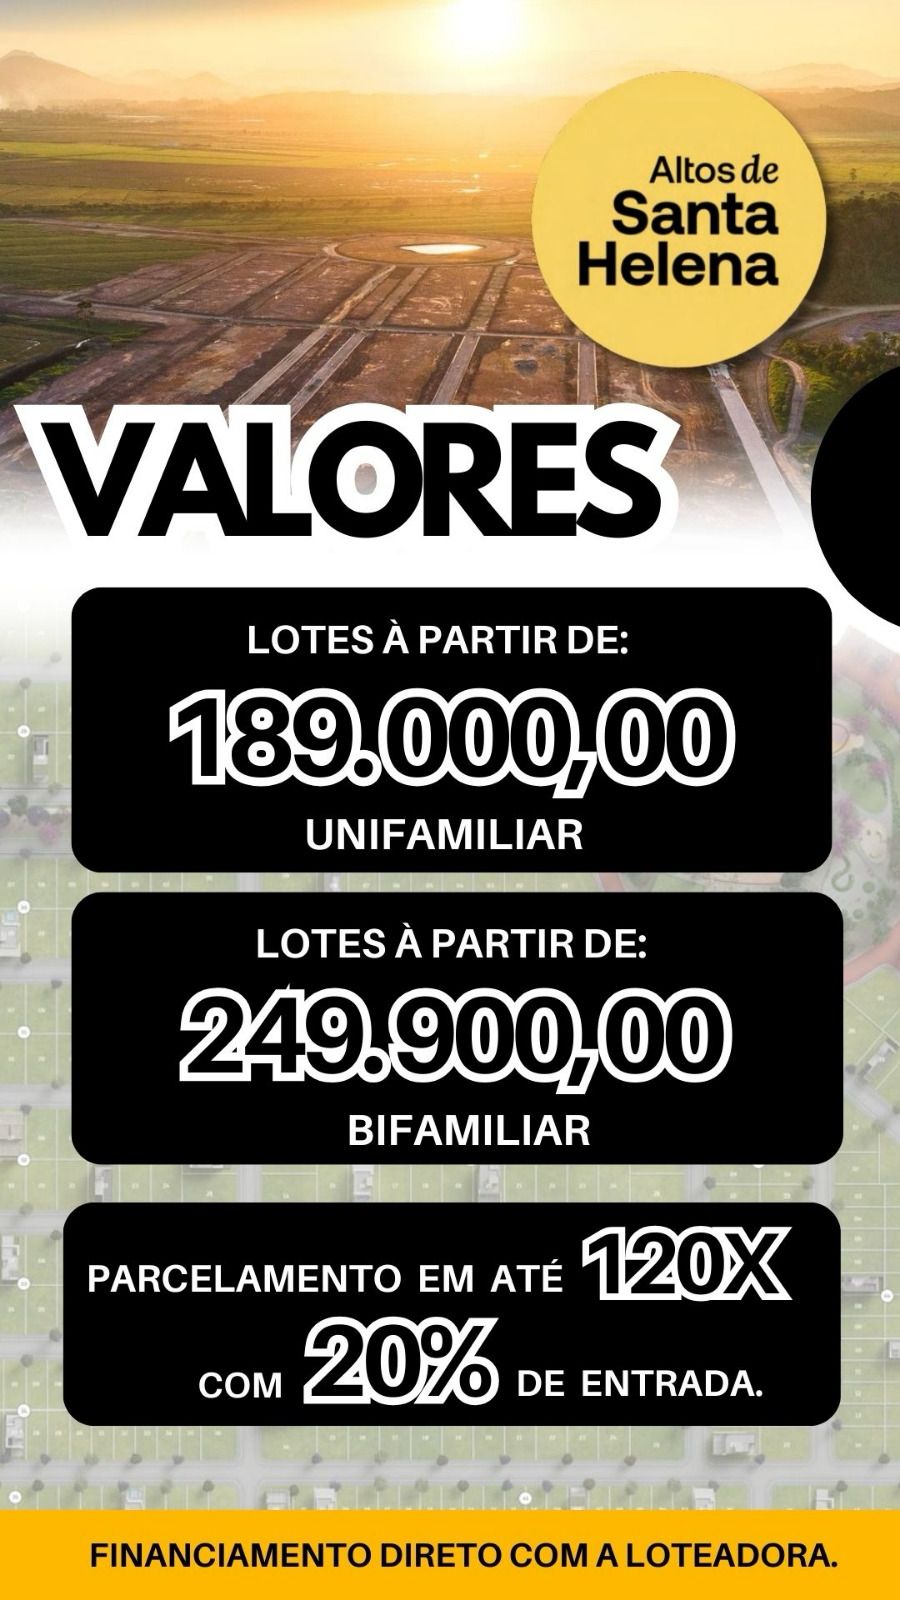 Altos de
Santa
Helena
VALORES
LOTES À PARTIR DE:
189.000,00
UNIFAMILIAR
LOTES À PARTIR DE:
249.900,00
BIFAMILIAR
PARCELAMENTO EM ATÉ 120X
COM 20% DE ENTRADA.
FINANCIAMENTO DIRETO COM A LOTEADORA.